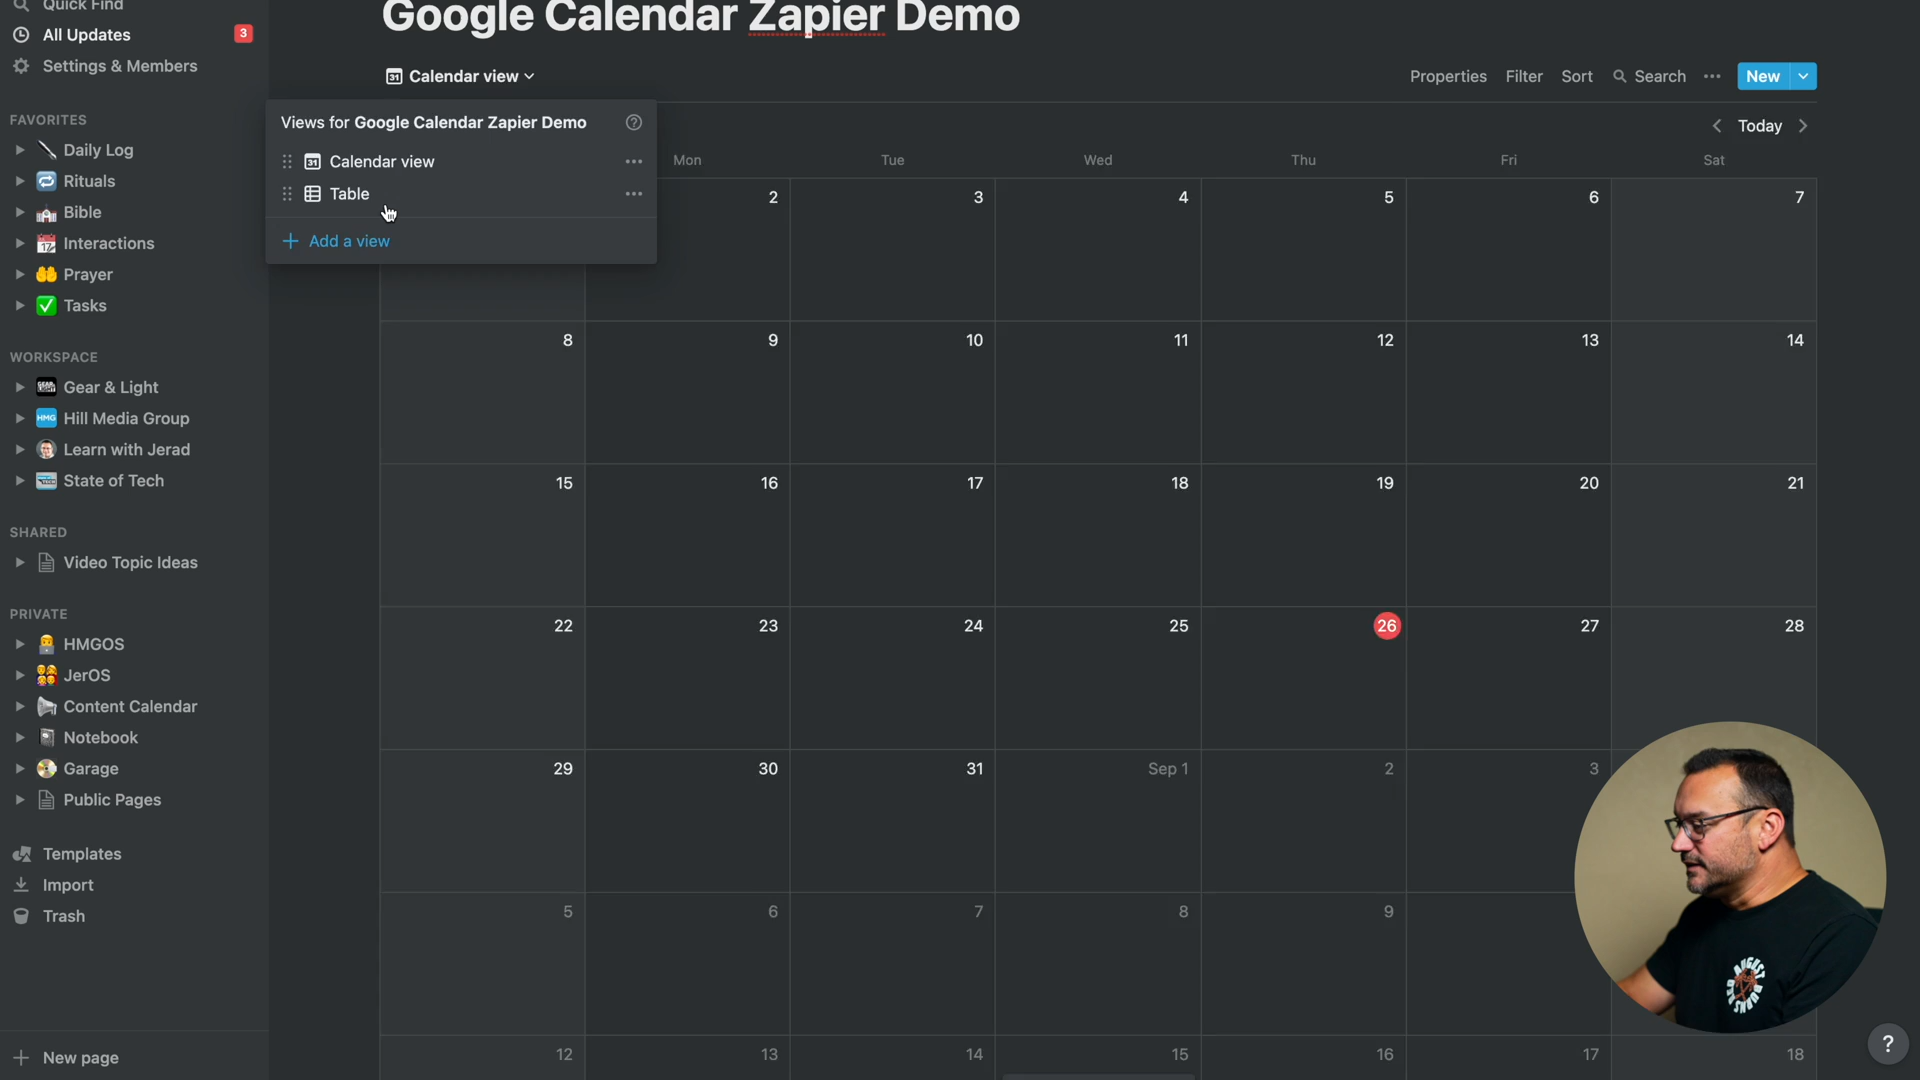 Quick Find
All Updates 3
Settings & Members
FAVORITES
Daily Log
Rituals
Bible
Interactions
Prayer
Tasks
WORKSPACE
Gear & Light
HMG Hill Media Group
Learn with Jerad
State of Tech
SHARED
Video Topic Ideas
PRIVATE
HMGOS
JerOS
Content Calendar
Notebook
Garage
Public Pages
Templates
Import
Trash
New page
Google Calendar Zapier Demo
Calendar view
Properties Filter Sort Search New
Views for Google Calendar Zapier Demo
Calendar view
Table
Add a view
Today
Mon Tue Wed Thu Fri Sat
2 3 4 5 6 7
8 9 10 11 12 13 14
15 16 17 18 19 20 21
22 23 24 25 26 27 28
29 30 31 Sep 1 2 3
5 6 7 8 9
12 13 14 15 16 17 18
?